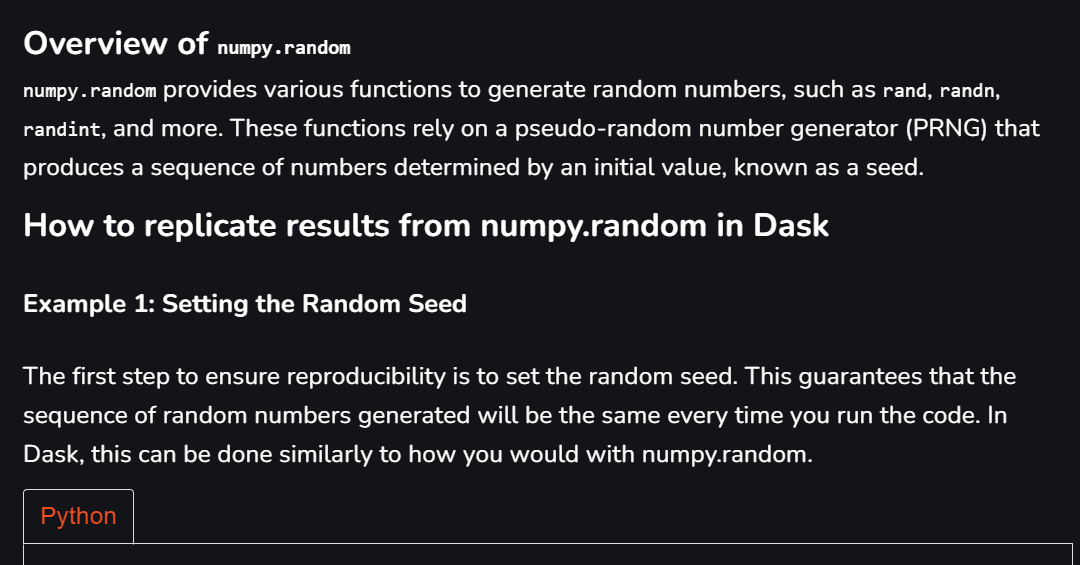 Overview of numpy.random
numpy.random provides various functions to generate random numbers, such as rand, randn,
randint, and more. These functions rely on a pseudo-random number generator (PRNG) that
produces a sequence of numbers determined by an initial value, known as a seed.
How to replicate results from numpy.random in Dask
Example 1: Setting the Random Seed
The first step to ensure reproducibility is to set the random seed. This guarantees that the
sequence of random numbers generated will be the same every time you run the code. In
Dask, this can be done similarly to how you would with numpy.random.
Python